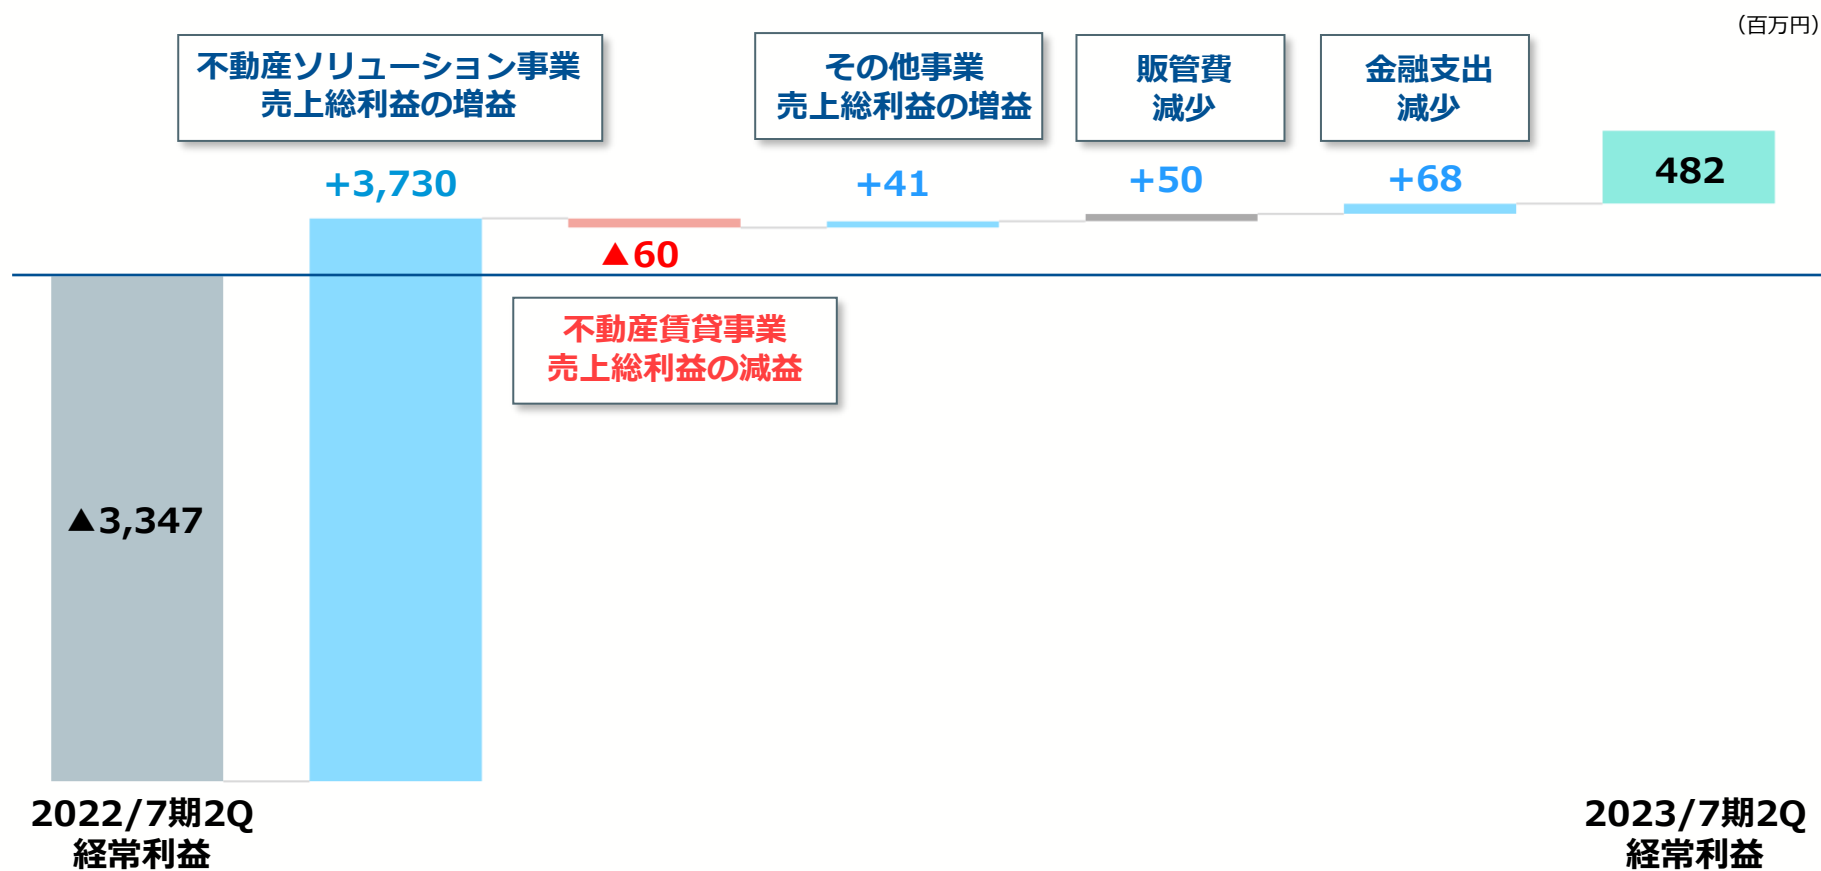 （百万円）
不動産ソリューション事業
売上総利益の増益
その他事業
売上総利益の増益
販管費
減少
金融支出
減少
+3,730
+41
+50
+68
482
▲60
不動産賃貸事業
売上総利益の減益
▲3,347
2022/7期2Q
経常利益
2023/7期2Q
経常利益